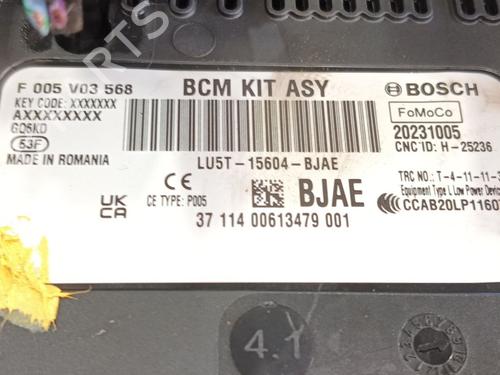 F 005 V03 568
BCM KIT ASY
BOSCH
KEY CODE: XXXXXXX
AXXXXXXXX
FoMoCo
GQ6KD
20231005
53F
CNC ID: H-25236
MADE IN ROMANIA
LU5T-15604-BJAE
TRC NO.: T-4-11-11-3
UK
CA
CE
CE TYPE: P005
BJAE
Equipment Type L Low Power Devic
CCAB20LP1160
37 114 00613479 001
4.1